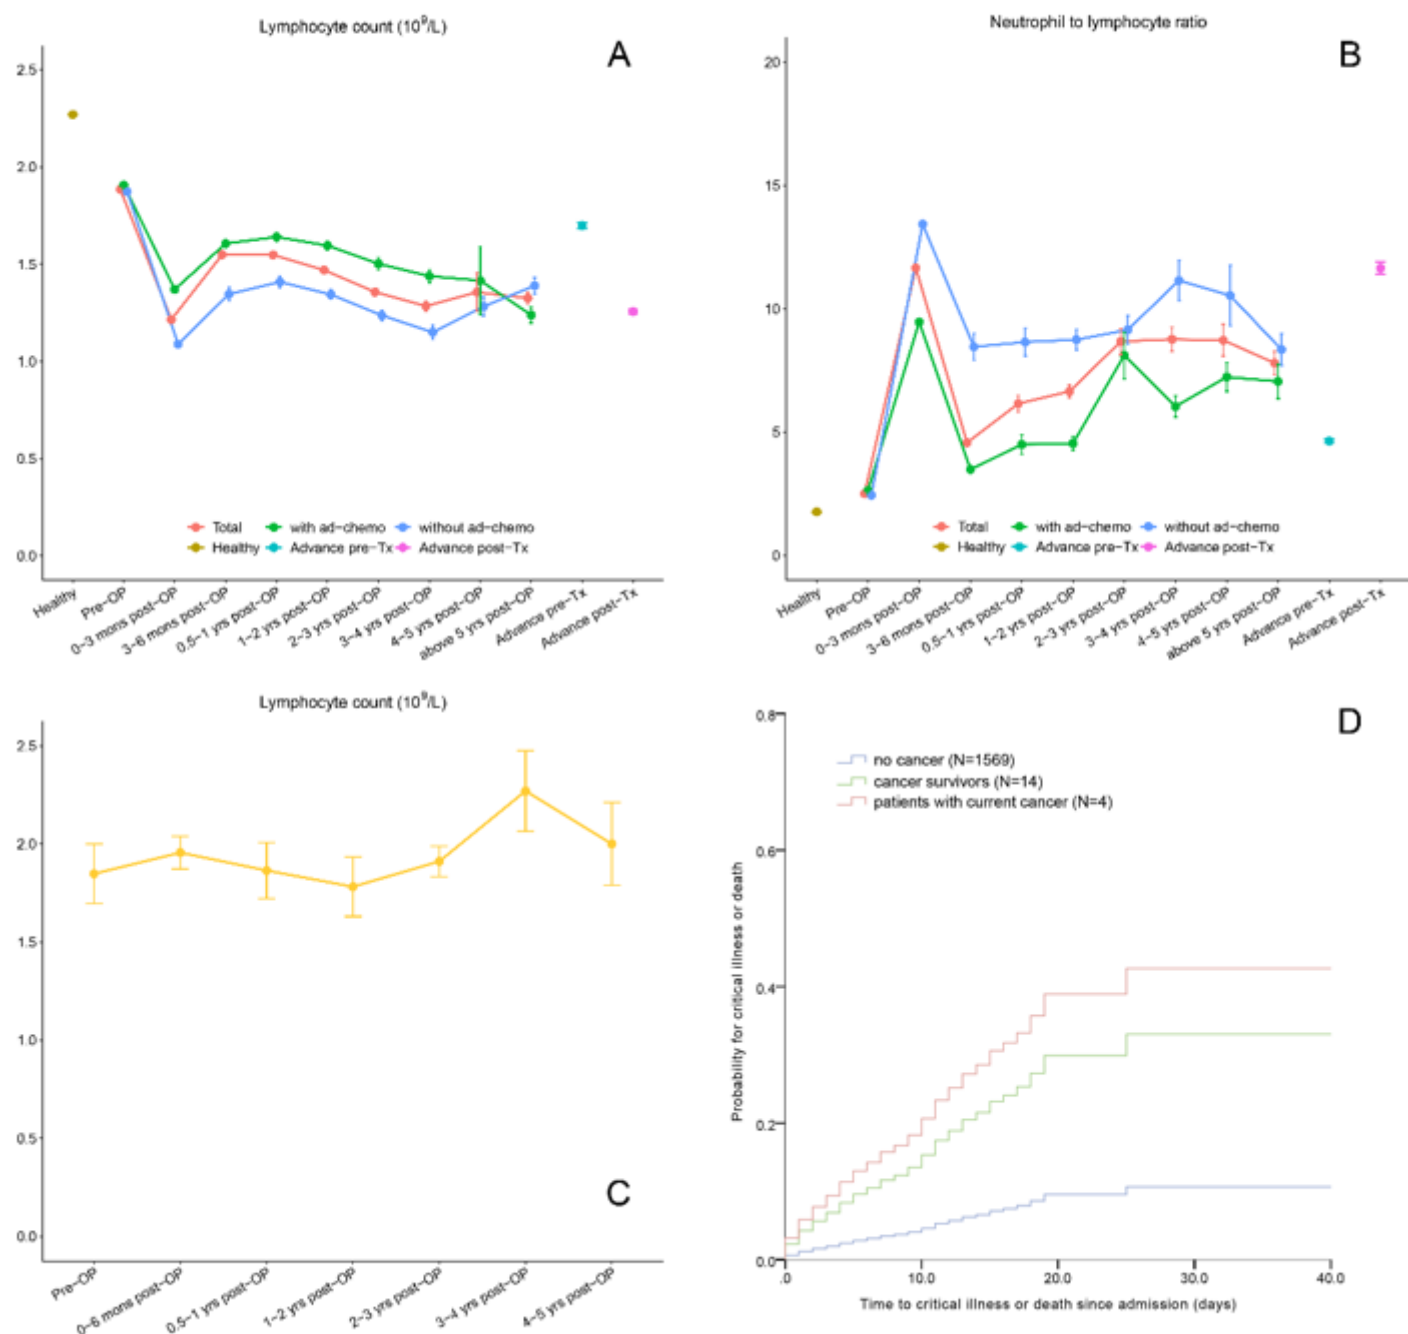 Lymphocyte count (10⁹/L)
A
2.5
2.0
1.5
1.0
0.5
0.0
Total
with ad-chemo
without ad-chemo
Healthy
Advance pre-Tx
Advance post-Tx
Healthy
Pre-OP
0-3 mons post-OP
3-6 mons post-OP
0.5-1 yrs post-OP
1-2 yrs post-OP
2-3 yrs post-OP
3-4 yrs post-OP
4-5 yrs post-OP
above 5 yrs post-OP
Advance pre-Tx
Advance post-Tx
Neutrophil to lymphocyte ratio
B
20
15
10
5
0
Total
with ad-chemo
without ad-chemo
Healthy
Advance pre-Tx
Advance post-Tx
Healthy
Pre-OP
0-3 mons post-OP
3-6 mons post-OP
0.5-1 yrs post-OP
1-2 yrs post-OP
2-3 yrs post-OP
3-4 yrs post-OP
4-5 yrs post-OP
above 5 yrs post-OP
Advance pre-Tx
Advance post-Tx
Lymphocyte count (10⁹/L)
2.5
2.0
1.5
1.0
0.5
0.0
C
Pre-OP
0-6 mons post-OP
0.5-1 yrs post-OP
1-2 yrs post-OP
2-3 yrs post-OP
3-4 yrs post-OP
4-5 yrs post-OP
D
no cancer (N=1569)
cancer survivors (N=14)
patients with current cancer (N=4)
Probability for critical illness or death
0.8
0.6
0.4
0.2
0.0
.0
10.0
20.0
30.0
40.0
Time to critical illness or death since admission (days)